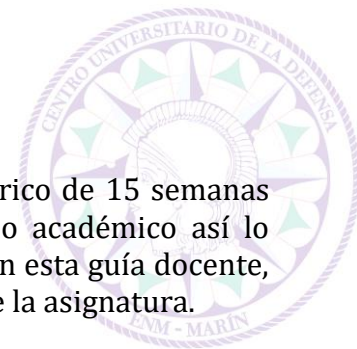 CENTRO UNIVERSITARIO DE LA DEFENSA
rico de 15 semanas
o académico así lo
n esta guía docente,
e la asignatura.
ENM - MARÍN